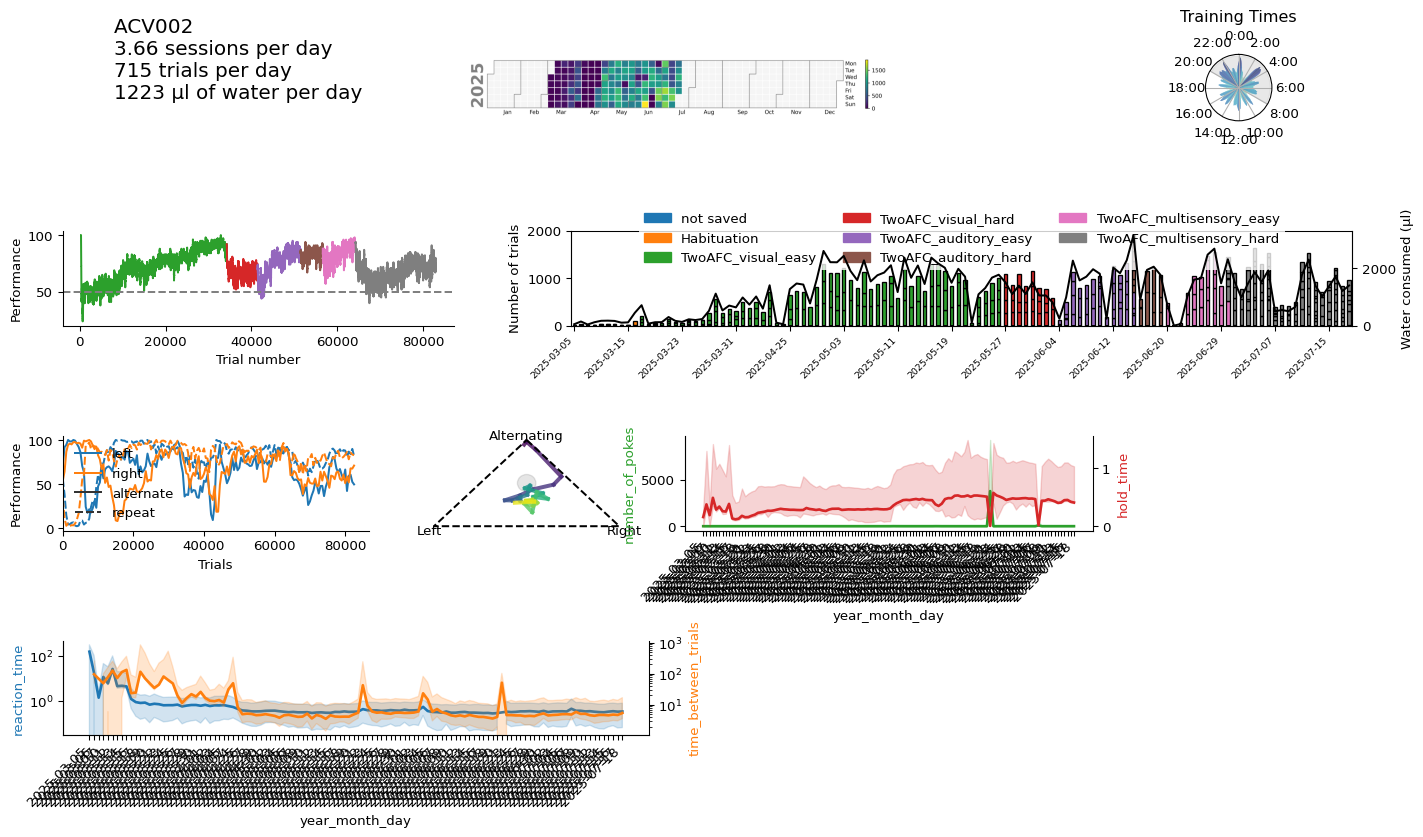 ACV002
3.66 sessions per day
715 trials per day
1223 µl of water per day
2025
Mon
Tue
Wed
Thu
Fri
Sat
Sun
Jan Feb Mar Apr May Jun Jul Aug Sep Oct Nov Dec
1500
1000
500
0
Training Times
0:00
22:00 2:00
20:00 4:00
18:00 6:00
16:00 8:00
14:00 10:00
12:00
Performance
100
50
0 20000 40000 60000 80000
Trial number
not saved
Habituation
TwoAFC_visual_easy
TwoAFC_visual_hard
TwoAFC_auditory_easy
TwoAFC_auditory_hard
TwoAFC_multisensory_easy
TwoAFC_multisensory_hard
Number of trials
2000
1000
0
2000
0
Water consumed (µl)
2025-03-05
2025-03-15
2025-03-23
2025-03-31
2025-04-25
2025-05-03
2025-05-11
2025-05-19
2025-05-27
2025-06-04
2025-06-12
2025-06-20
2025-06-29
2025-07-07
2025-07-15
Performance
100
50
0
left
right
alternate
repeat
0 20000 40000 60000 80000
Trials
Alternating
Left
Right
number_of_pokes
5000
0
1
0
hold_time
year_month_day
reaction_time
10²
10⁰
10³
10²
10¹
time_between_trials
year_month_day